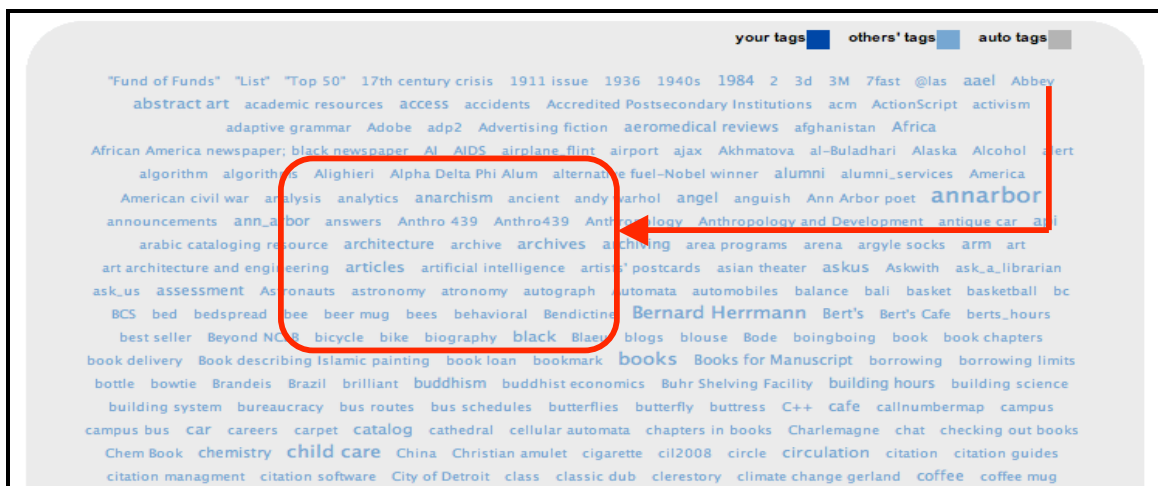 your tags others' tags auto tags
"Fund of Funds" "List" "Top 50" 17th century crisis 1911 issue 1936 1940s 1984 2 3d 3M 7fast @las aael Abbey
abstract art academic resources access accidents Accredited Postsecondary Institutions acm ActionScript activism
adaptive grammar Adobe adp2 Advertising fiction aeromedical reviews afghanistan Africa
African America newspaper; black newspaper AI AIDS airplane_flint airport ajax Akhmatova al-Buladhari Alaska Alcohol alert
algorithm algorithms Alighieri Alpha Delta Phi Alum alternative fuel-Nobel winner alumni alumni_services America
American civil war analysis analytics anarchism ancient andy warhol angel anguish Ann Arbor poet annarbor
announcements ann_arbor answers Anthro 439 Anthro439 Anthropology Anthropology and Development antique car api
arabic cataloging resource architecture archive archives archiving area programs arena argyle socks arm art
art architecture and engineering articles artificial intelligence artists' postcards asian theater askus Askwith ask_a_librarian
ask_us assessment Astronauts astronomy atronomy autograph Automata automobiles balance bali basket basketball bc
BCS bed bedspread bee beer mug bees behavioral Bendictine Bernard Herrmann Bert's Bert's Cafe berts_hours
best seller Beyond bicycle bike biography black Blaeu blogs blouse Bode boingboing book book chapters
book delivery Book describing Islamic painting book loan bookmark books Books for Manuscript borrowing borrowing limits
bottle bowtie Brandeis Brazil brilliant buddhism buddhist economics Buhr Shelving Facility building hours building science
building system bureaucracy bus routes bus schedules butterflies butterfly buttress C++ cafe callnumbermap campus
campus bus car careers carpet catalog cathedral cellular automata chapters in books Charlemagne chat checking out books
Chem Book chemistry child care China Christian amulet cigarette cil2008 circle circulation citation citation guides
citation managment citation software City of Detroit class classic dub clerestory climate change gerland coffee coffee mug